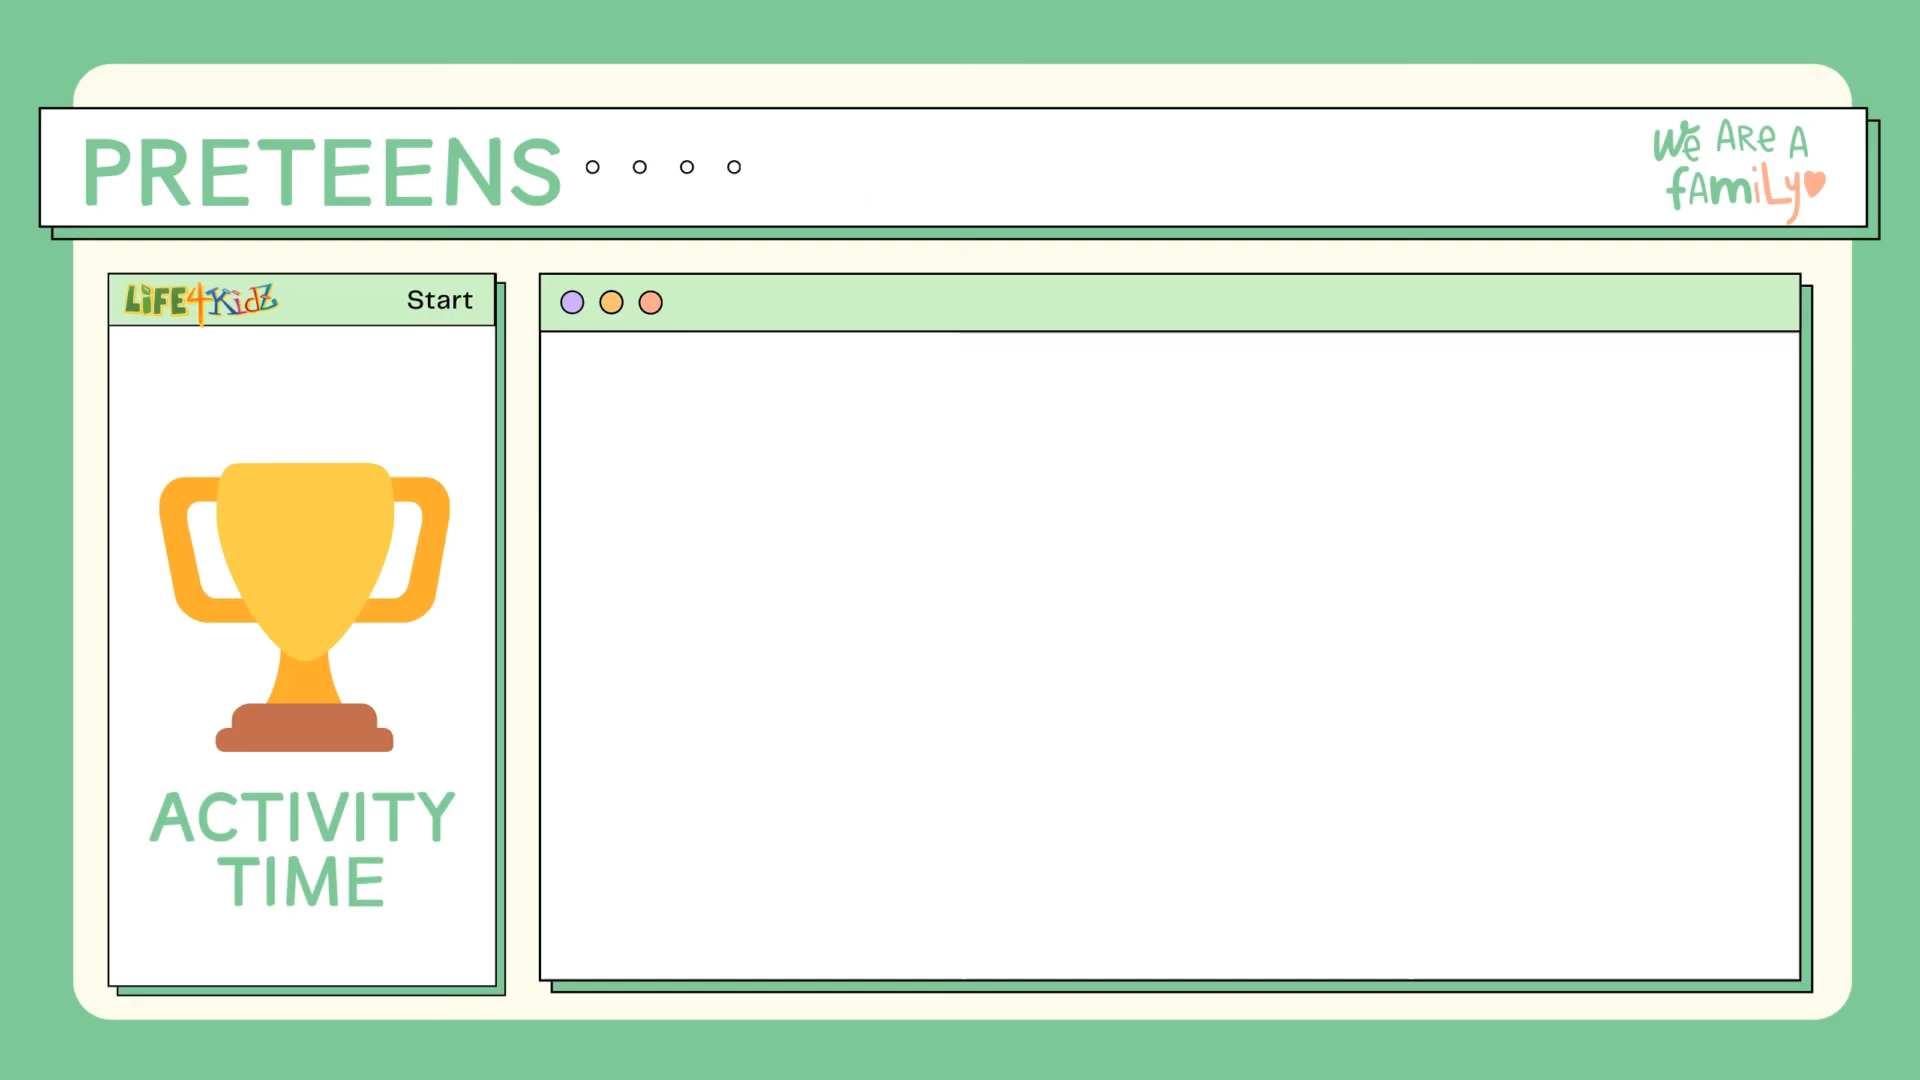 PRETEENS
We ARe A
fAmiLy
LiFE4KidZ
Start
ACTIVITY
TIME